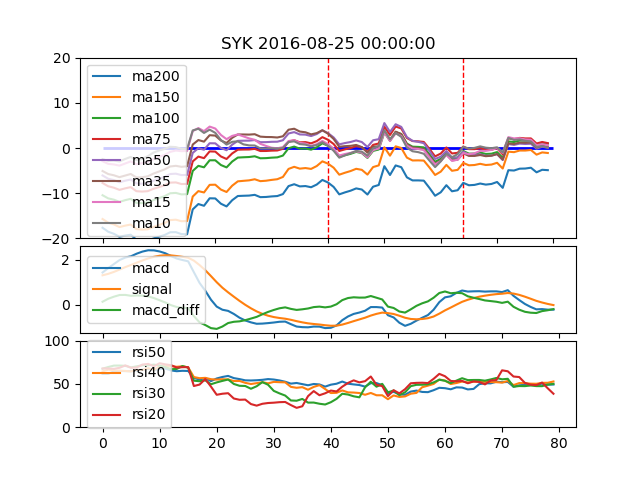 SYK 2016-08-25 00:00:00
20
10
0
−10
−20
ma200
ma150
ma100
ma75
ma50
ma35
ma15
ma10
2
0
macd
signal
macd_diff
100
50
0
rsi50
rsi40
rsi30
rsi20
0 10 20 30 40 50 60 70 80